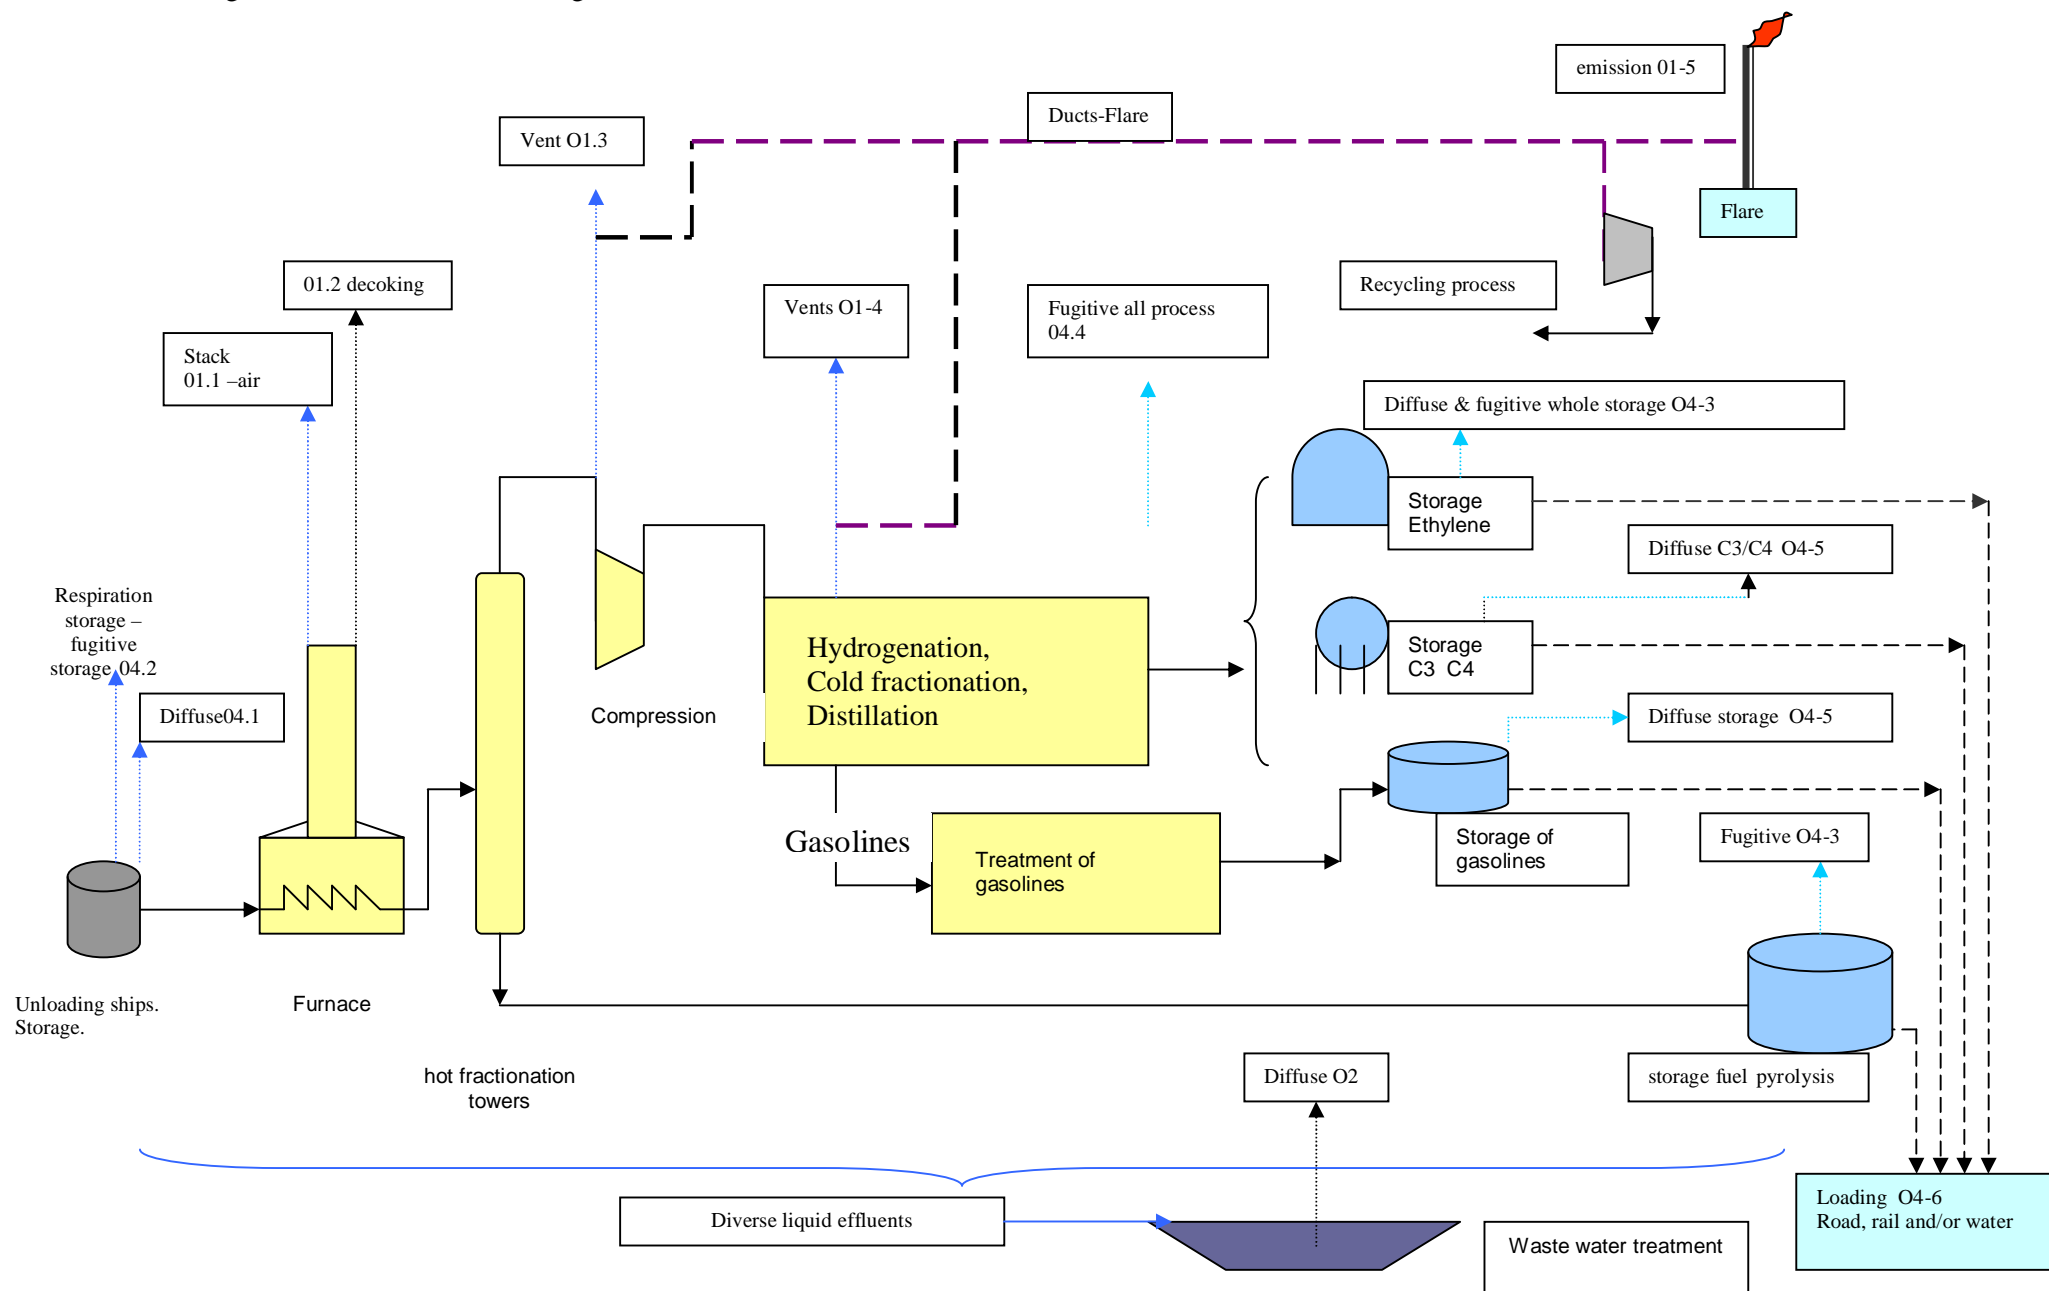 emission 01-5
Ducts-Flare
Vent O1.3
Flare
01.2 decoking
Recycling process
Vents O1-4
Fugitive all process
04.4
Stack
01.1 –air
Diffuse & fugitive whole storage O4-3
Storage
Ethylene
Diffuse C3/C4  O4-5
Respiration
storage –
fugitive
storage 04.2
Hydrogenation,
Cold fractionation,
Distillation
Storage
C3  C4
Diffuse04.1
Compression
Diffuse storage  O4-5
Gasolines
Treatment of
gasolines
Storage of
gasolines
Fugitive O4-3
Unloading ships.
Storage.
Furnace
hot fractionation
towers
Diffuse O2
storage fuel pyrolysis
Diverse liquid effluents
Waste water treatment
Loading  O4-6
Road, rail and/or water